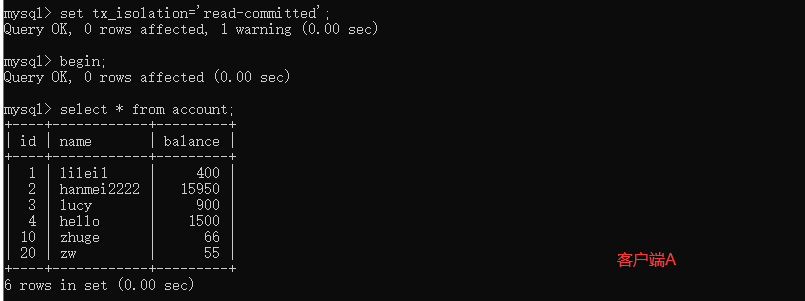 mysql> set tx_isolation='read-committed';
Query OK, 0 rows affected, 1 warning (0.00 sec)
mysql> begin;
Query OK, 0 rows affected (0.00 sec)
mysql> select * from account;
+----+------------+---------+
| id | name       | balance |
+----+------------+---------+
|  1 | lilei1     |     400 |
|  2 | hanmei2222 |   15950 |
|  3 | lucy       |     900 |
|  4 | hello      |    1500 |
| 10 | zhuge      |      66 |
| 20 | zw         |      55 |
+----+------------+---------+
6 rows in set (0.00 sec)
客户端A